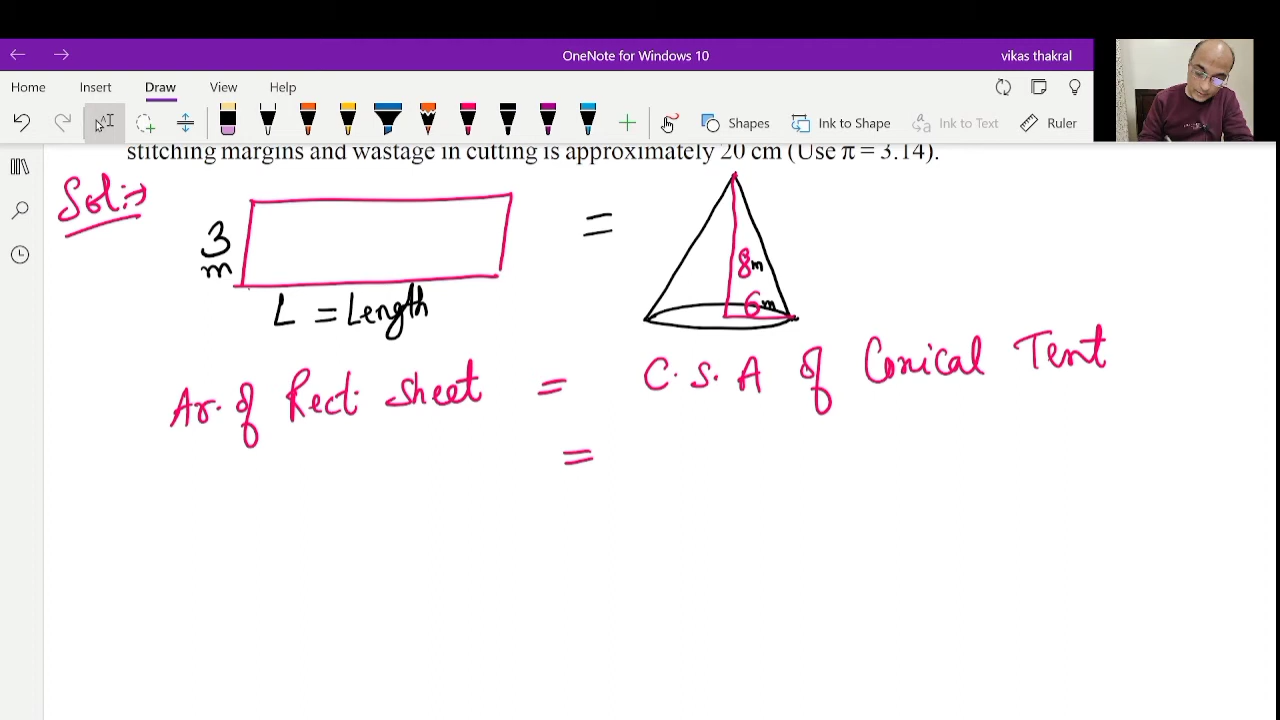 OneNote for Windows 10
vikas thakral
Home Insert Draw View Help
Shapes Ink to Shape Ink to Text Ruler
stitching margins and wastage in cutting is approximately 20 cm (Use π = 3.14).
Sol:→
3 m
L = Length
=
8m
6m
Ar. of Rect. Sheet = C.S.A of Conical Tent
=